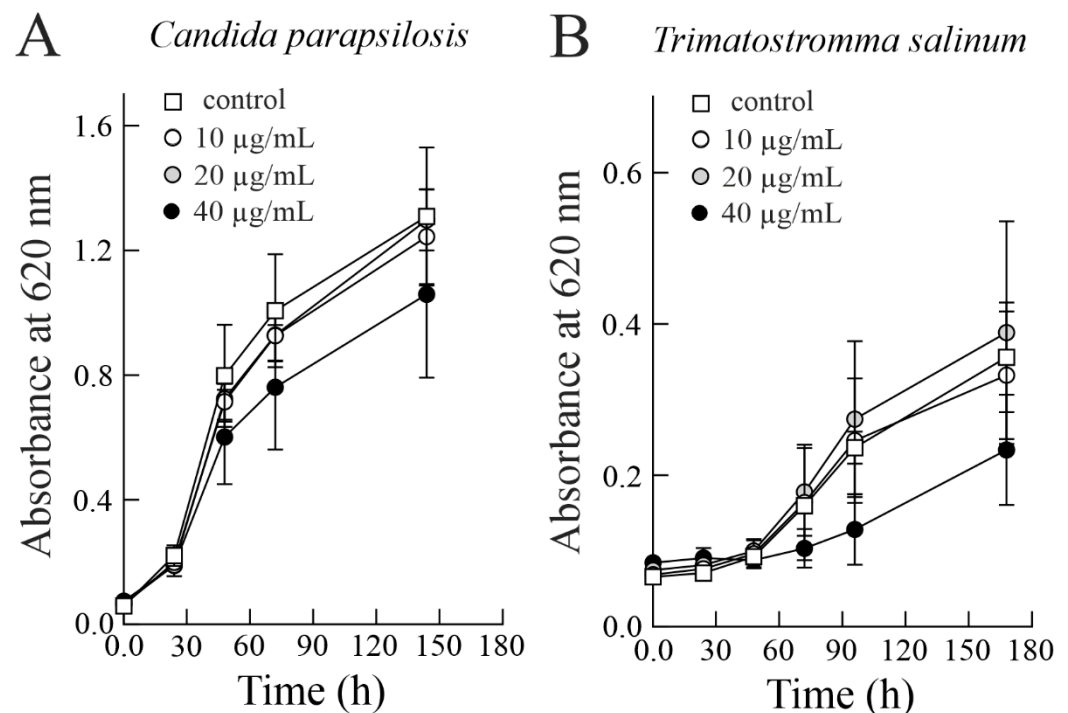 A Candida parapsilosis
control
10 µg/mL
20 µg/mL
40 µg/mL
Absorbance at 620 nm
1.6
1.2
0.8
0.4
0.0
0.0 30 60 90 120 150 180
Time (h)
B Trimatostromma salinum
control
10 µg/mL
20 µg/mL
40 µg/mL
Absorbance at 620 nm
0.6
0.4
0.2
0.0
0.0 30 60 90 120 150 180
Time (h)